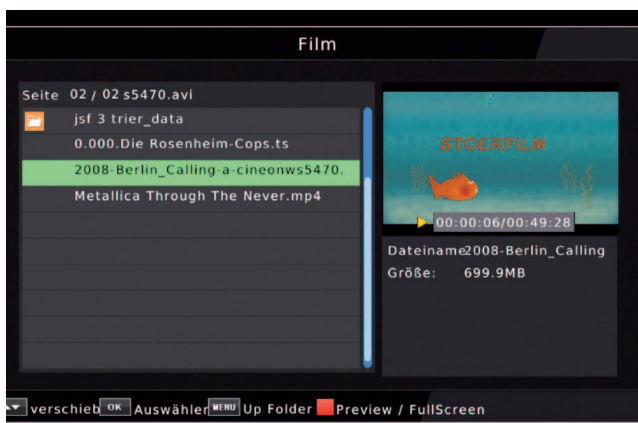 Film
Seite 02 / 02 s5470.avi
jsf 3 trier_data
0.000.Die Rosenheim-Cops.ts
2008-Berlin_Calling-a-cineonws5470.
Metallica Through The Never.mp4
STOERFILM
00:00:06/00:49:28
Dateiname2008-Berlin_Calling
Größe: 699.9MB
verschieb OK Auswähler MENU Up Folder Preview / FullScreen